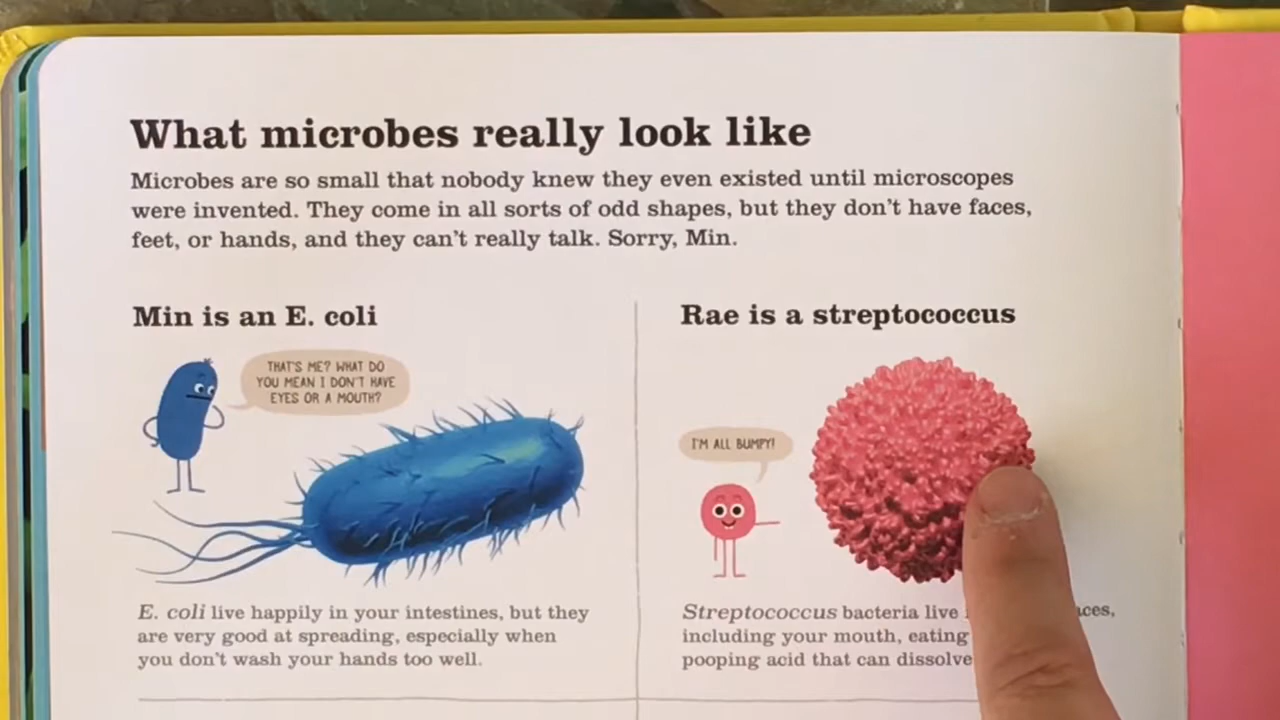 What microbes really look like
Microbes are so small that nobody knew they even existed until microscopes
were invented. They come in all sorts of odd shapes, but they don't have faces,
feet, or hands, and they can't really talk. Sorry, Min.
Min is an E. coli
THAT'S ME? WHAT DO
YOU MEAN I DON'T HAVE
EYES OR A MOUTH?
E. coli live happily in your intestines, but they
are very good at spreading, especially when
you don't wash your hands too well.
Rae is a streptococcus
I'M ALL BUMPY!
Streptococcus bacteria live
including your mouth, eating
pooping acid that can dissolve